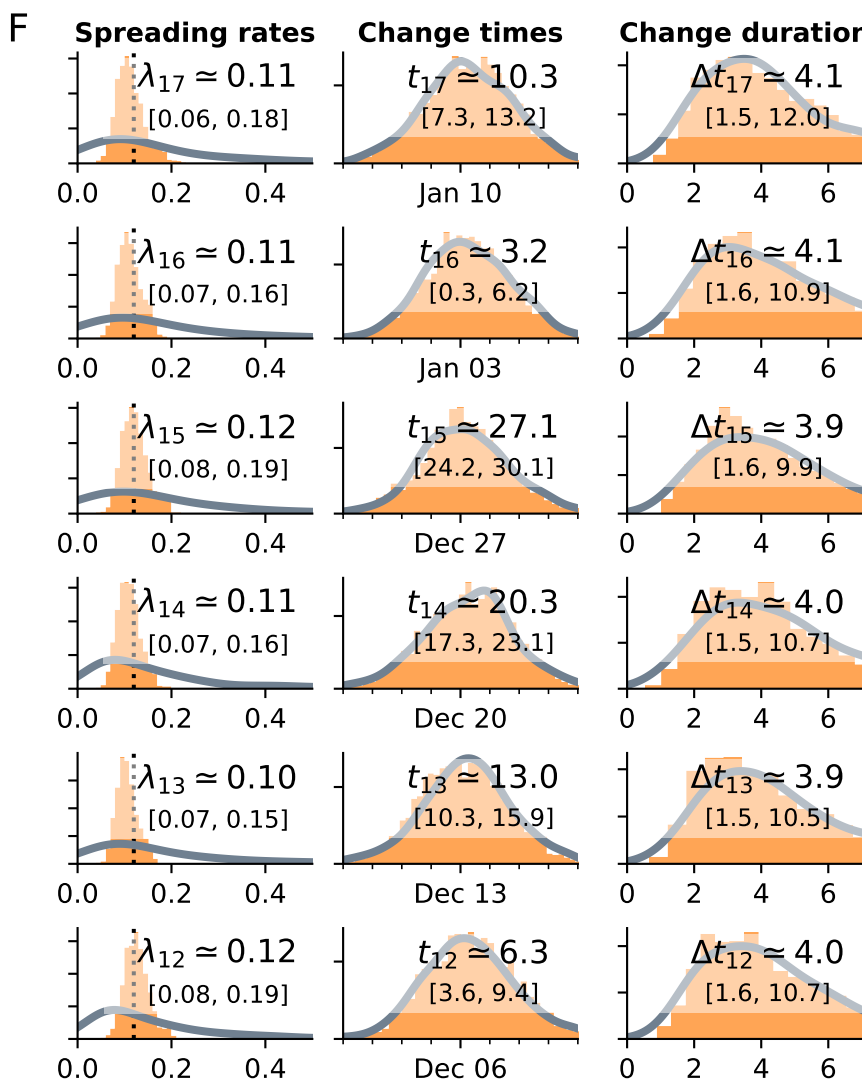 F
Spreading rates Change times Change duration
λ17 ≃ 0.11 t17 ≃ 10.3 Δt17 ≃ 4.1
[0.06, 0.18] [7.3, 13.2] [1.5, 12.0]
0.0 0.2 0.4 Jan 10 0 2 4 6
λ16 ≃ 0.11 t16 ≃ 3.2 Δt16 ≃ 4.1
[0.07, 0.16] [0.3, 6.2] [1.6, 10.9]
0.0 0.2 0.4 Jan 03 0 2 4 6
λ15 ≃ 0.12 t15 ≃ 27.1 Δt15 ≃ 3.9
[0.08, 0.19] [24.2, 30.1] [1.6, 9.9]
0.0 0.2 0.4 Dec 27 0 2 4 6
λ14 ≃ 0.11 t14 ≃ 20.3 Δt14 ≃ 4.0
[0.07, 0.16] [17.3, 23.1] [1.5, 10.7]
0.0 0.2 0.4 Dec 20 0 2 4 6
λ13 ≃ 0.10 t13 ≃ 13.0 Δt13 ≃ 3.9
[0.07, 0.15] [10.3, 15.9] [1.5, 10.5]
0.0 0.2 0.4 Dec 13 0 2 4 6
λ12 ≃ 0.12 t12 ≃ 6.3 Δt12 ≃ 4.0
[0.08, 0.19] [3.6, 9.4] [1.6, 10.7]
0.0 0.2 0.4 Dec 06 0 2 4 6